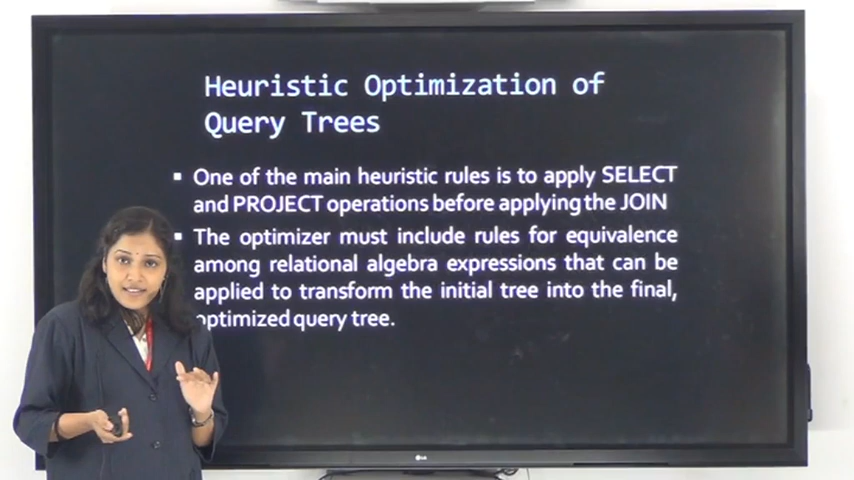 Heuristic Optimization of
Query Trees
▪ One of the main heuristic rules is to apply SELECT
and PROJECT operations before applying the JOIN
▪ The optimizer must include rules for equivalence
among relational algebra expressions that can be
applied to transform the initial tree into the final,
optimized query tree.
LG